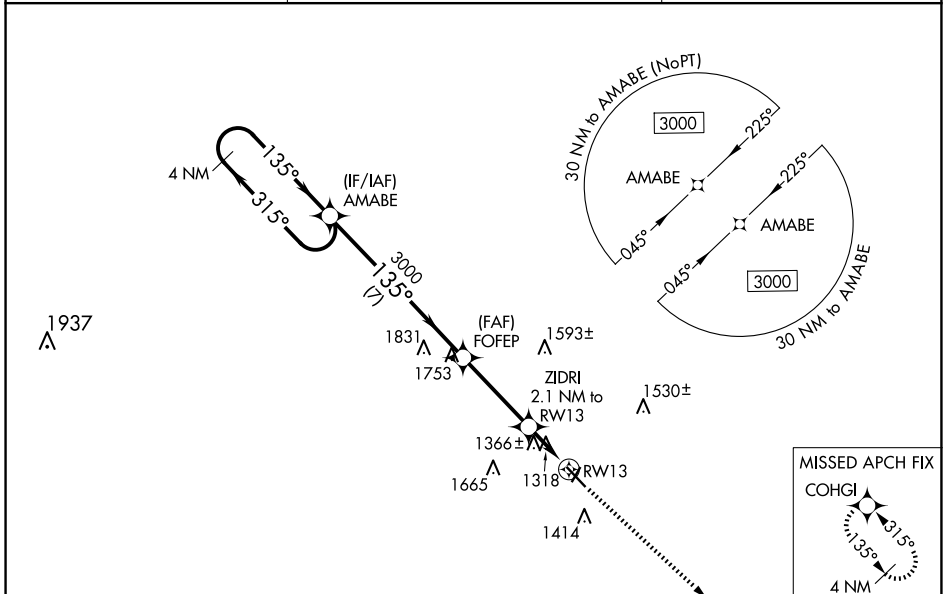 30 NM to AMABE (NoPT)
3000
225°
AMABE
045°
225°
AMABE
045°
3000
30 NM to AMABE
4 NM
135°
315°
(IF/IAF)
AMABE
3000
135°
(7)
1937
1831
1753
(FAF)
FOFEP
1593±
ZIDRI
2.1 NM to
RW13
1530±
1366±
1318
1665
RW13
1414
MISSED APCH FIX
COHGI
315°
135°
4 NM